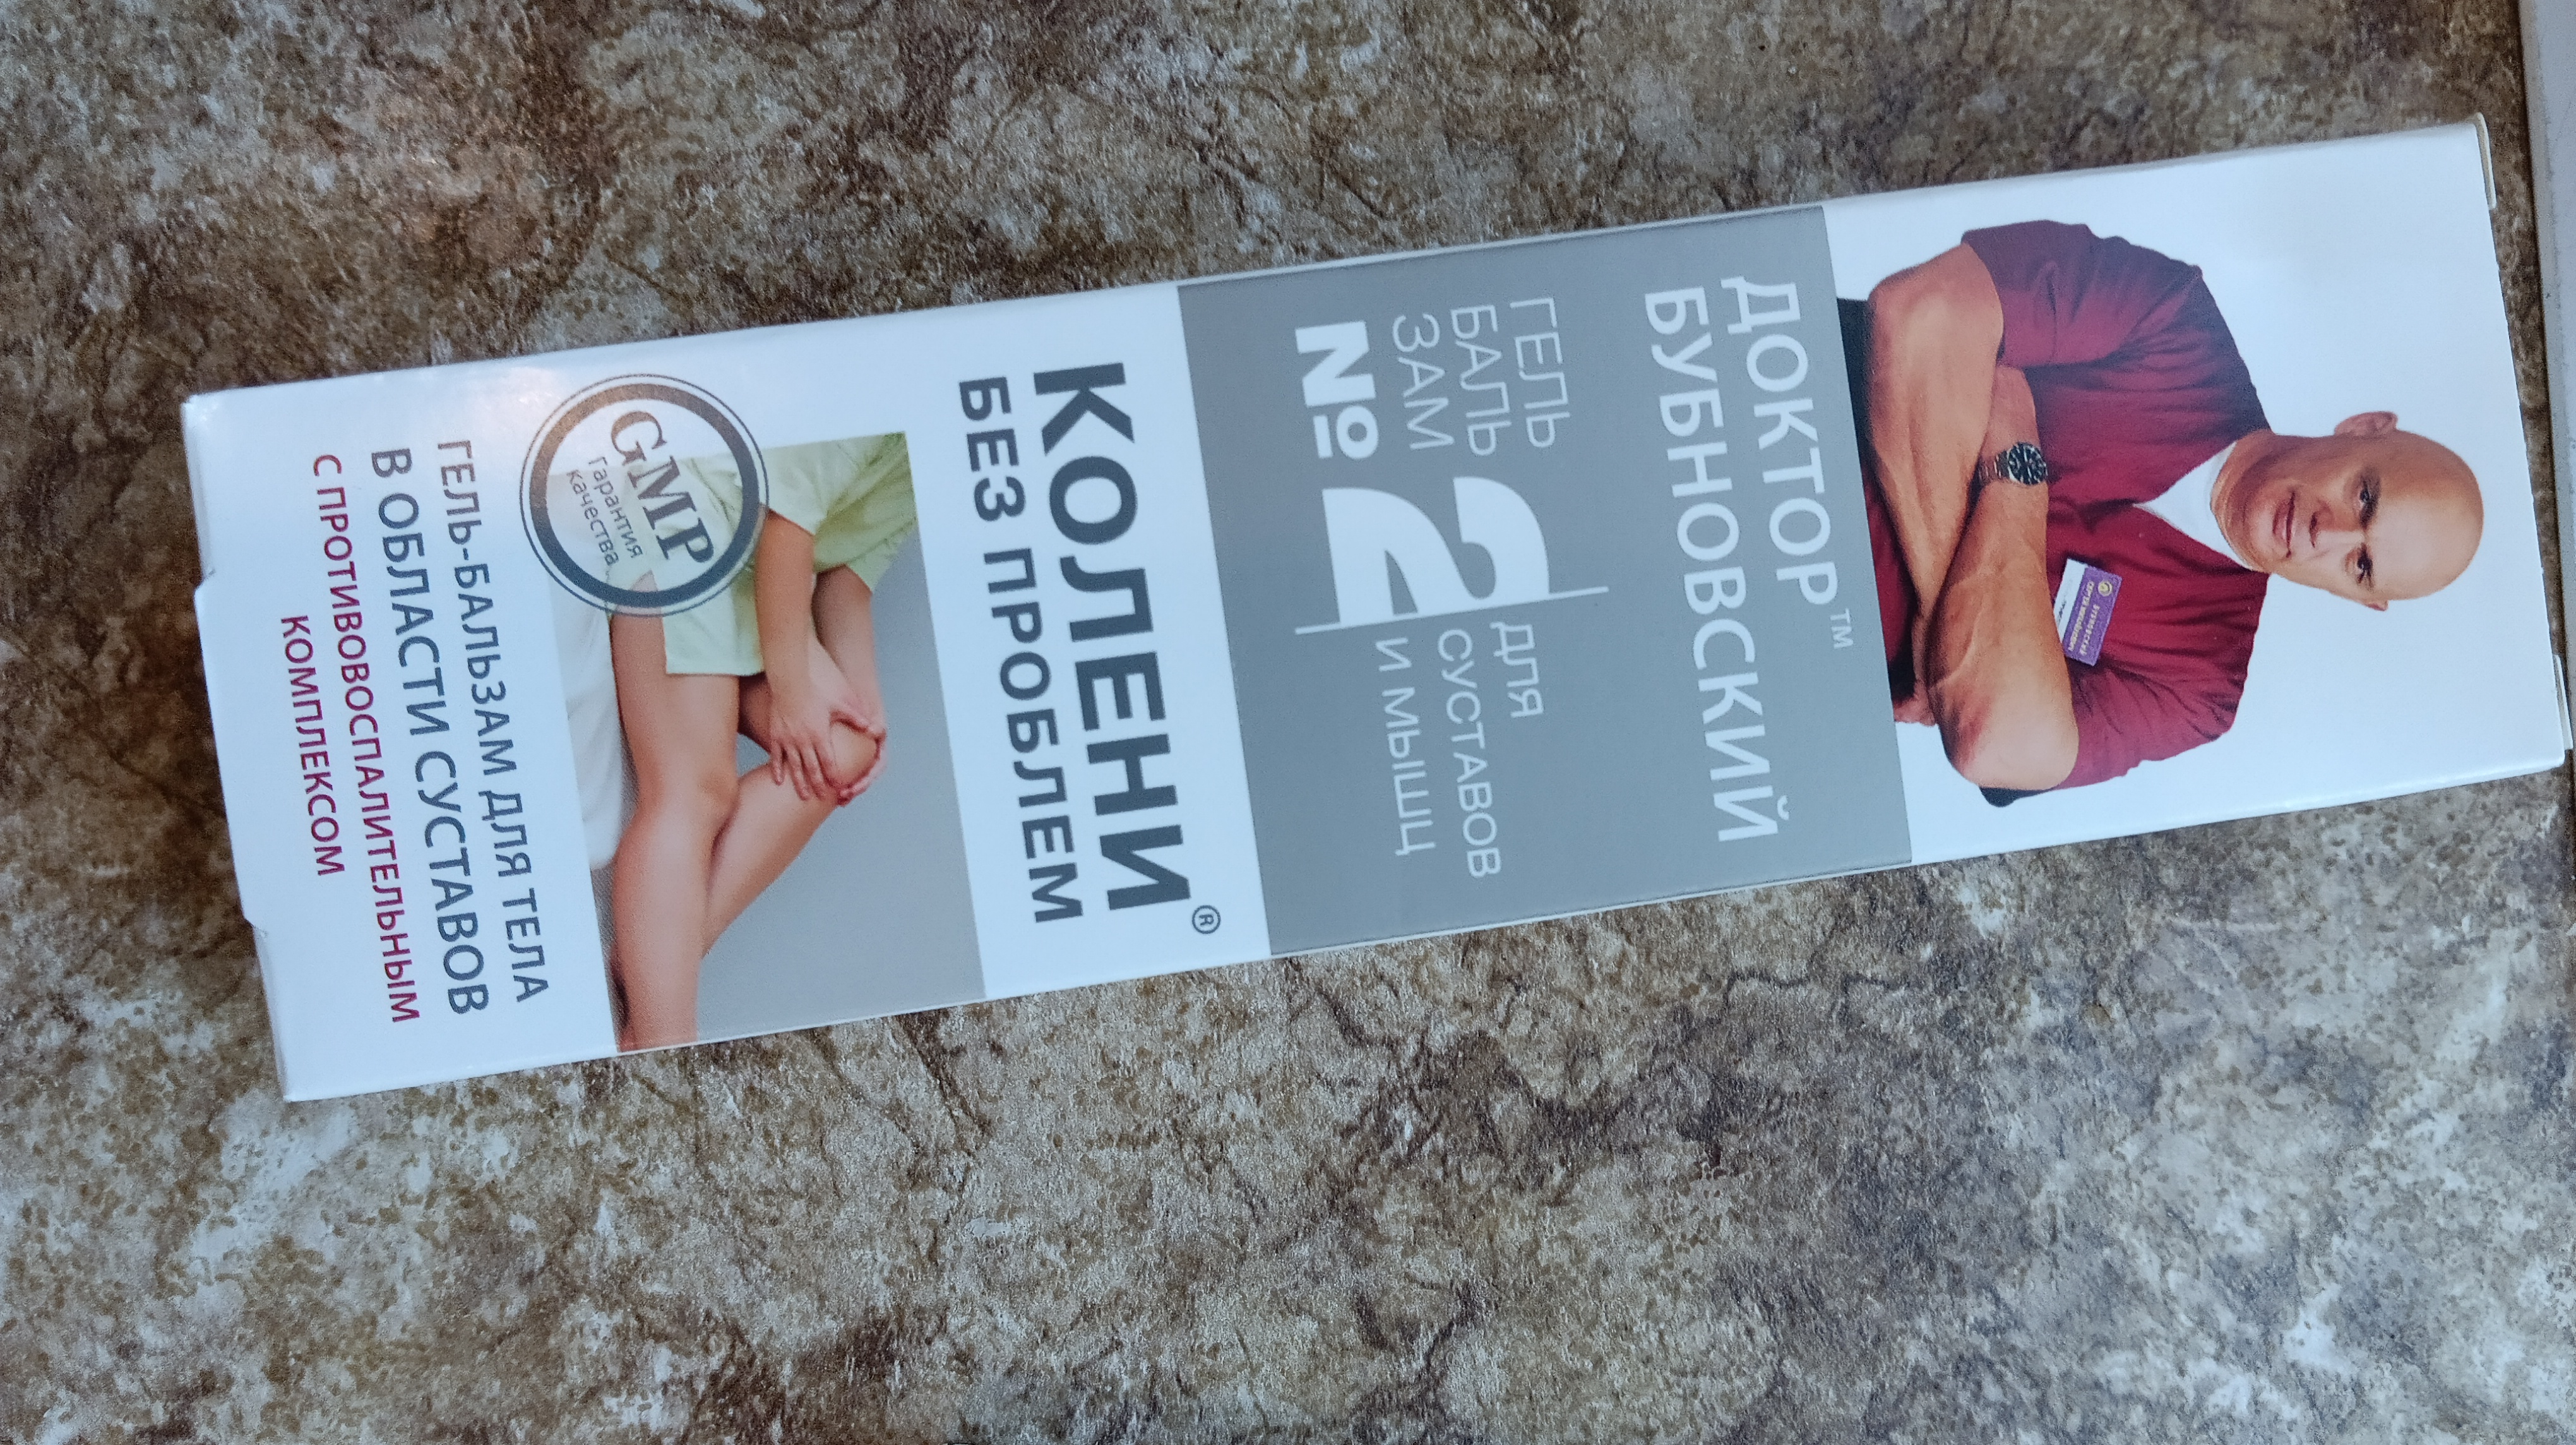 ДОКТОР™
БУБНОВСКИЙ
ГЕЛЬ
БАЛЬ
ЗАМ
№2
ДЛЯ
СУСТАВОВ
И МЫШЦ
КОЛЕНИ®
БЕЗ ПРОБЛЕМ
GMP
Гарантия
качества
ГЕЛЬ-БАЛЬЗАМ ДЛЯ ТЕЛА
В ОБЛАСТИ СУСТАВОВ
С ПРОТИВОВОСПАЛИТЕЛЬНЫМ
КОМПЛЕКСОМ